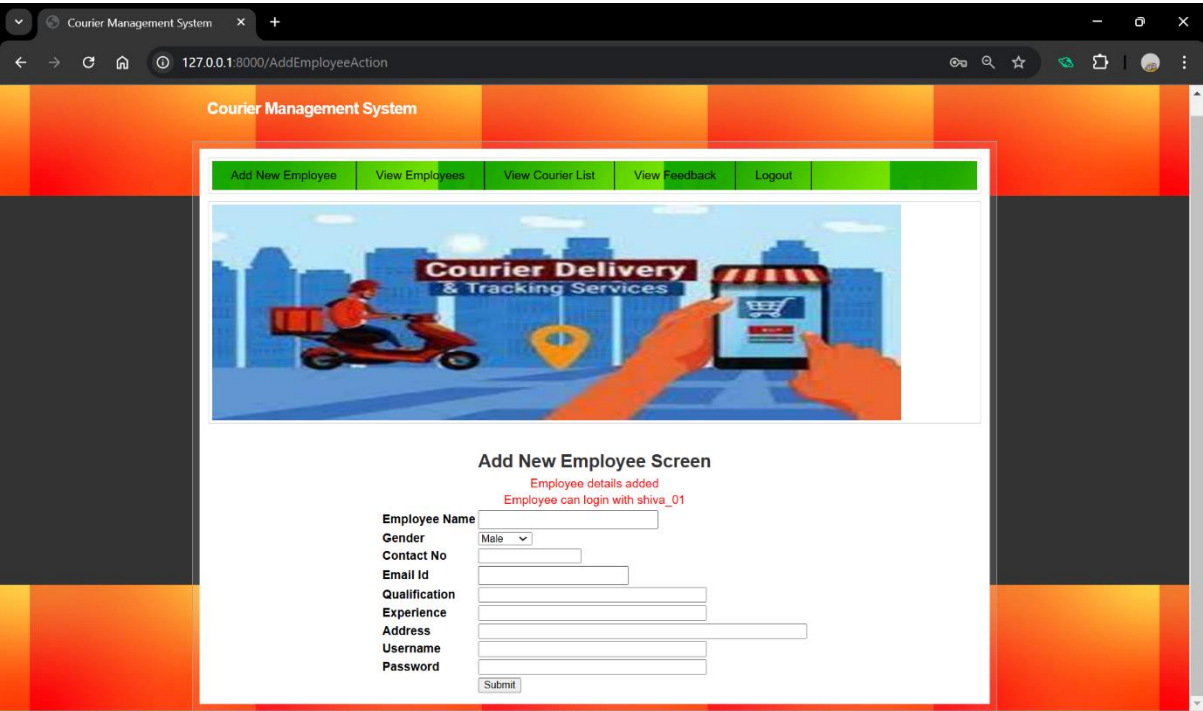 Courier Management System
127.0.0.1:8000/AddEmployeeAction
Courier Management System
Add New Employee View Employees View Courier List View Feedback Logout
Courier Delivery
& Tracking Services
Add New Employee Screen
Employee details added
Employee can login with shiva_01
Employee Name
Gender Male
Contact No
Email Id
Qualification
Experience
Address
Username
Password
Submit